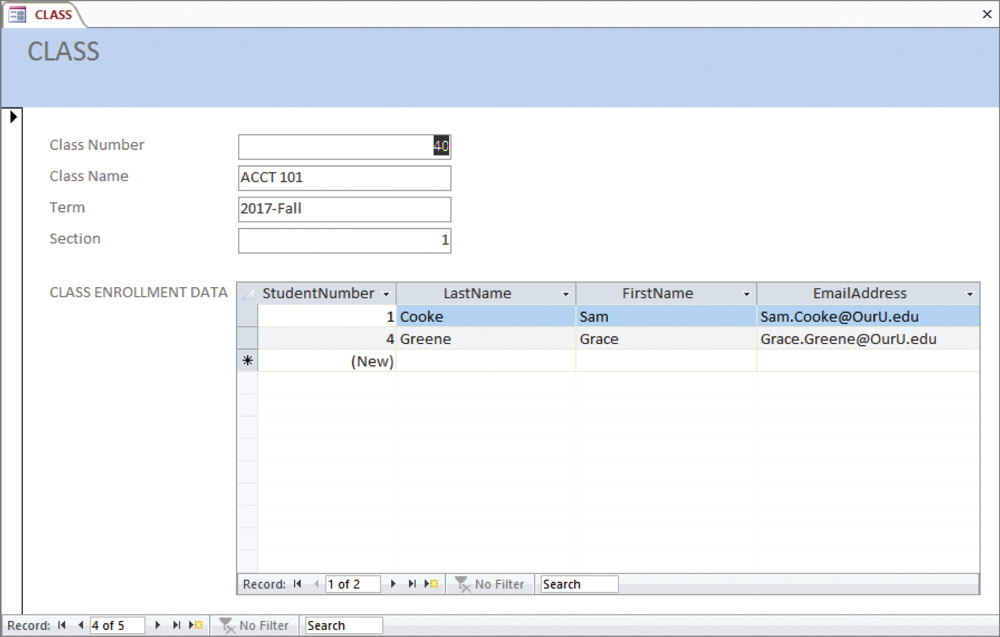 CLASS
CLASS
Class Number 40
Class Name ACCT 101
Term 2017-Fall
Section 1
CLASS ENROLLMENT DATA StudentNumber LastName FirstName EmailAddress
1 Cooke Sam Sam.Cooke@OurU.edu
4 Greene Grace Grace.Greene@OurU.edu
* (New)
Record: 1 of 2 No Filter Search
Record: 4 of 5 No Filter Search